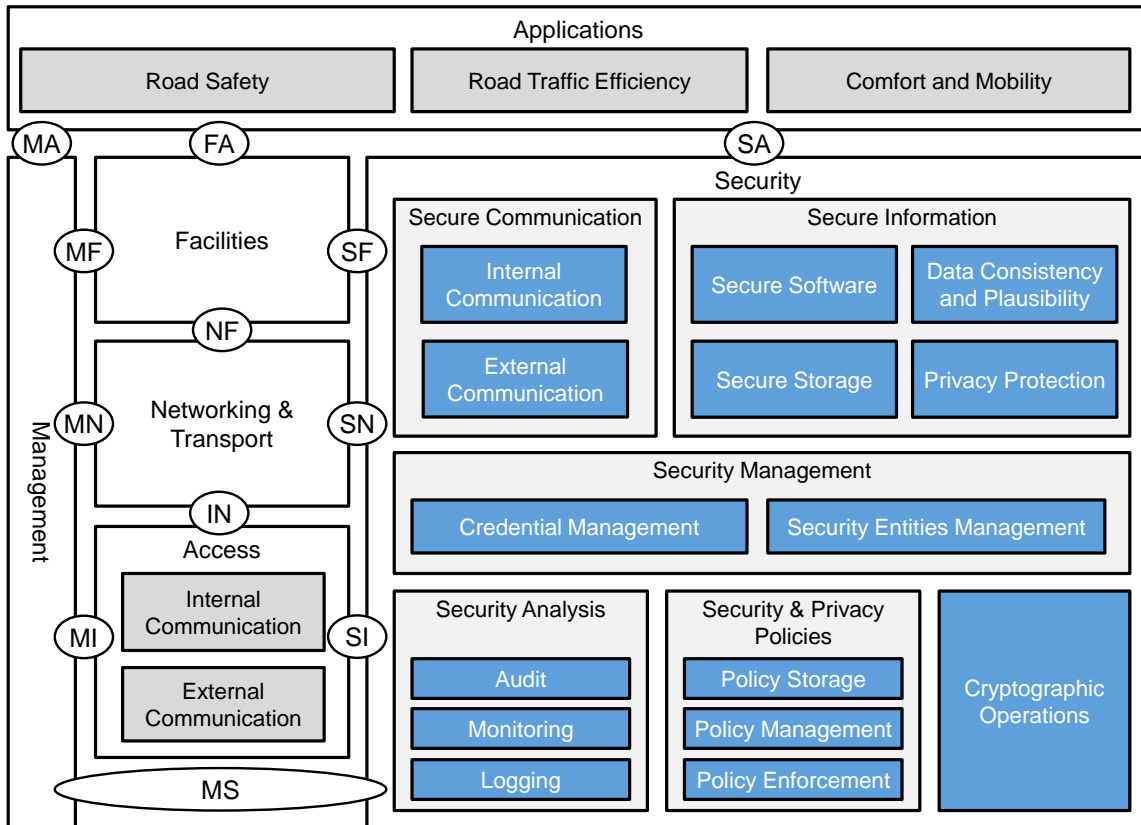 Applications
Road Safety
Road Traffic Efficiency
Comfort and Mobility
MA
FA
SA
Management
Facilities
MF
SF
NF
Networking &
Transport
MN
SN
IN
Access
Internal
Communication
External
Communication
MI
SI
MS
Security
Secure Communication
Internal
Communication
External
Communication
Secure Information
Secure Software
Data Consistency
and Plausibility
Secure Storage
Privacy Protection
Security Management
Credential Management
Security Entities Management
Security Analysis
Audit
Monitoring
Logging
Security & Privacy
Policies
Policy Storage
Policy Management
Policy Enforcement
Cryptographic
Operations